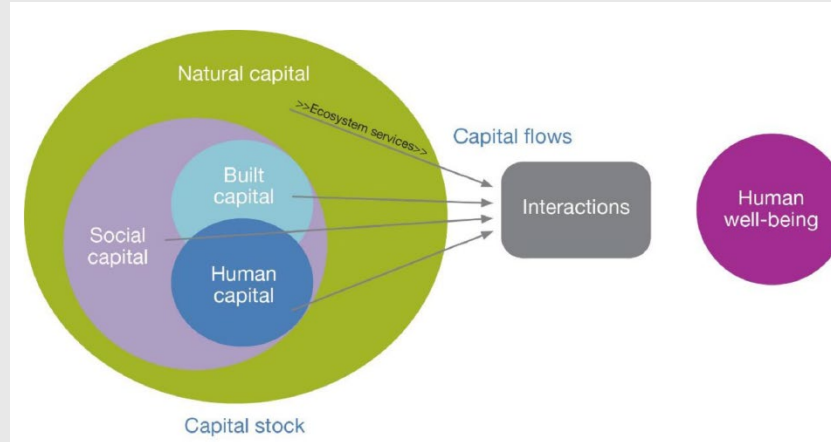 Natural capital
>>Ecosystem services>>
Capital flows
Built
capital
Social
capital
Human
capital
Interactions
Human
well-being
Capital stock